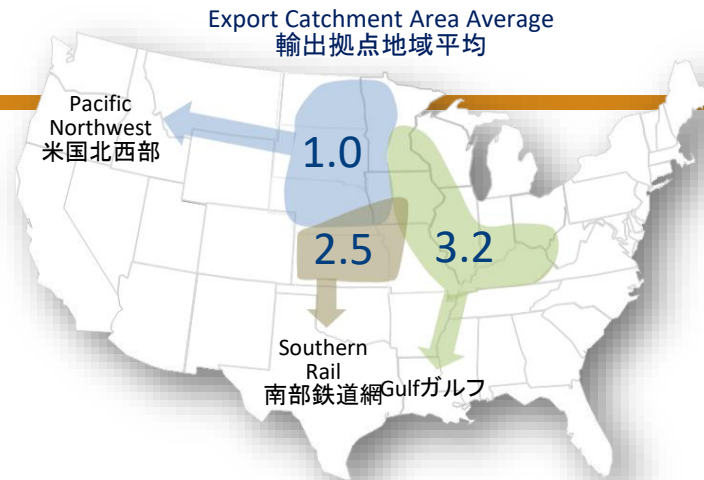 Export Catchment Area Average
輸出拠点地域平均
Pacific
Northwest
米国北西部
1.0
2.5
3.2
Southern
Rail
南部鉄道網
Gulfガルフ